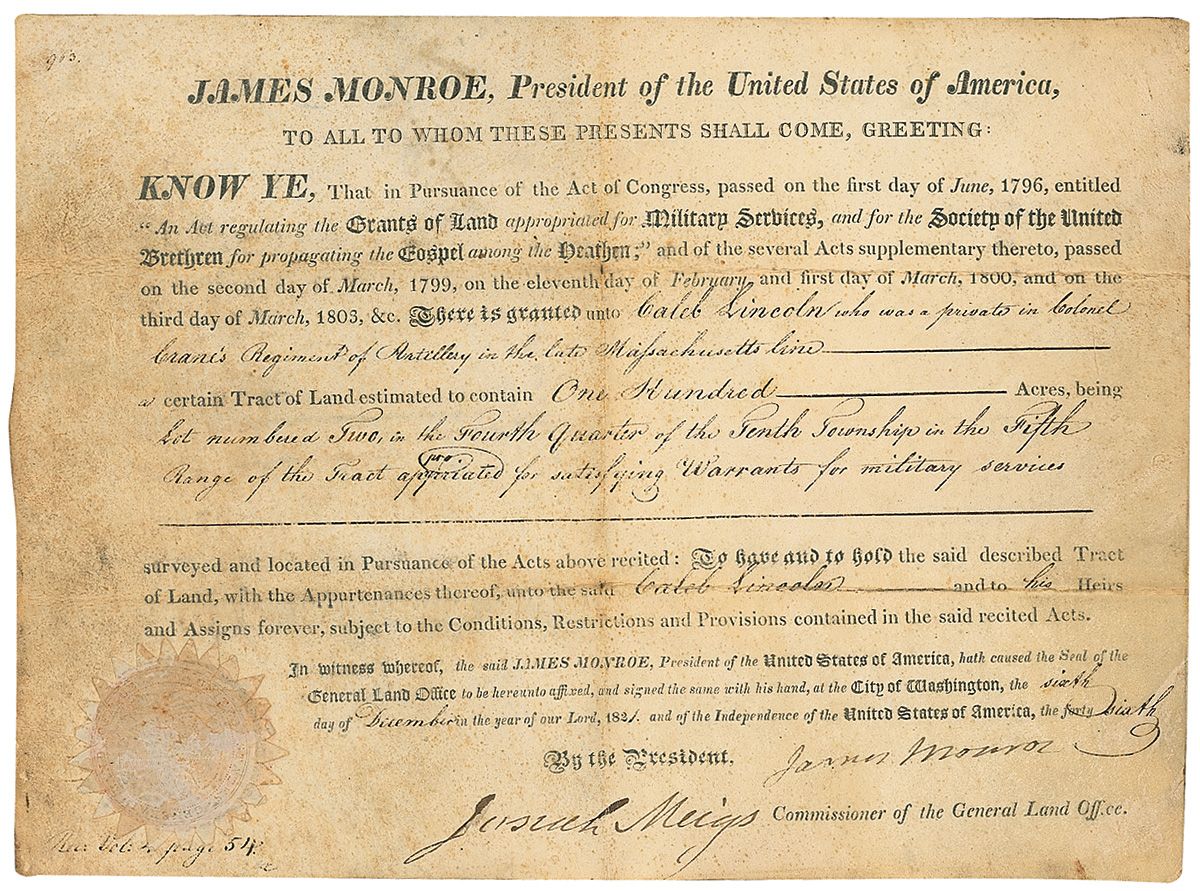 963.
JAMES MONROE, President of the United States of America,
TO ALL TO WHOM THESE PRESENTS SHALL COME, GREETING:
KNOW YE, That in Pursuance of the Act of Congress, passed on the first day of June, 1796, entitled
"An Act regulating the Grants of Land appropriated for Military Services, and for the Society of the United
Brethren for propagating the Gospel among the Heathen;" and of the several Acts supplementary thereto, passed
on the second day of March, 1799, on the eleventh day of February, and first day of March, 1800, and on the
third day of March, 1803, &c. There is granted unto Caleb Lincoln who was a private in Colonel
Crane's Regiment of Artillery in the late Massachusetts line
a certain Tract of Land estimated to contain One Hundred Acres, being
Lot numbered Two, in the Fourth Quarter of the Tenth Township in the Fifth
Range of the Tract appropriated for satisfying Warrants for military services
surveyed and located in Pursuance of the Acts above recited: To have and to hold the said described Tract
of Land, with the Appurtenances thereof, unto the said Caleb Lincoln and to his Heirs
and Assigns forever, subject to the Conditions, Restrictions and Provisions contained in the said recited Acts.
In witness whereof, the said JAMES MONROE, President of the United States of America, hath caused the Seal of the
General Land Office to be hereunto affixed, and signed the same with his hand, at the City of Washington, the sixth
day of December in the year of our Lord, 1821. and of the Independence of the United States of America, the forty sixth
By the President.
James Monroe
Josiah Meigs Commissioner of the General Land Office.
Rec: Vol: page 54